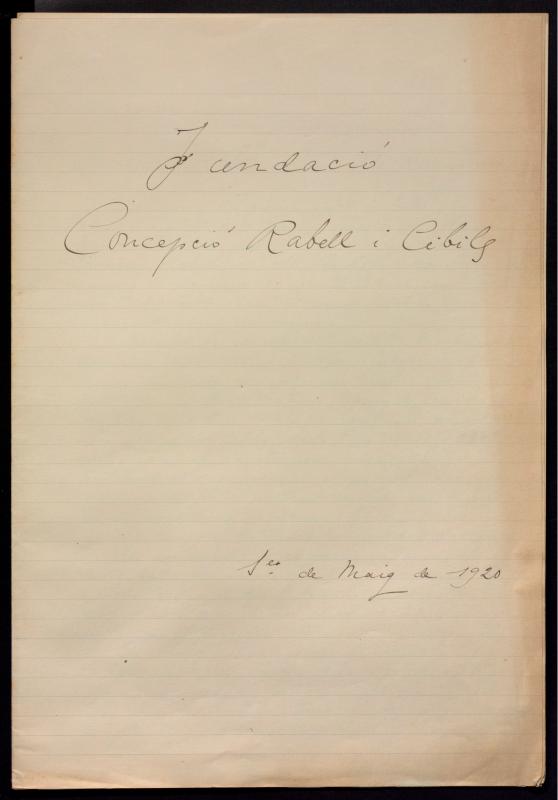 Fundació
Concepció Rabell i Cibils
1er de Maig de 1920